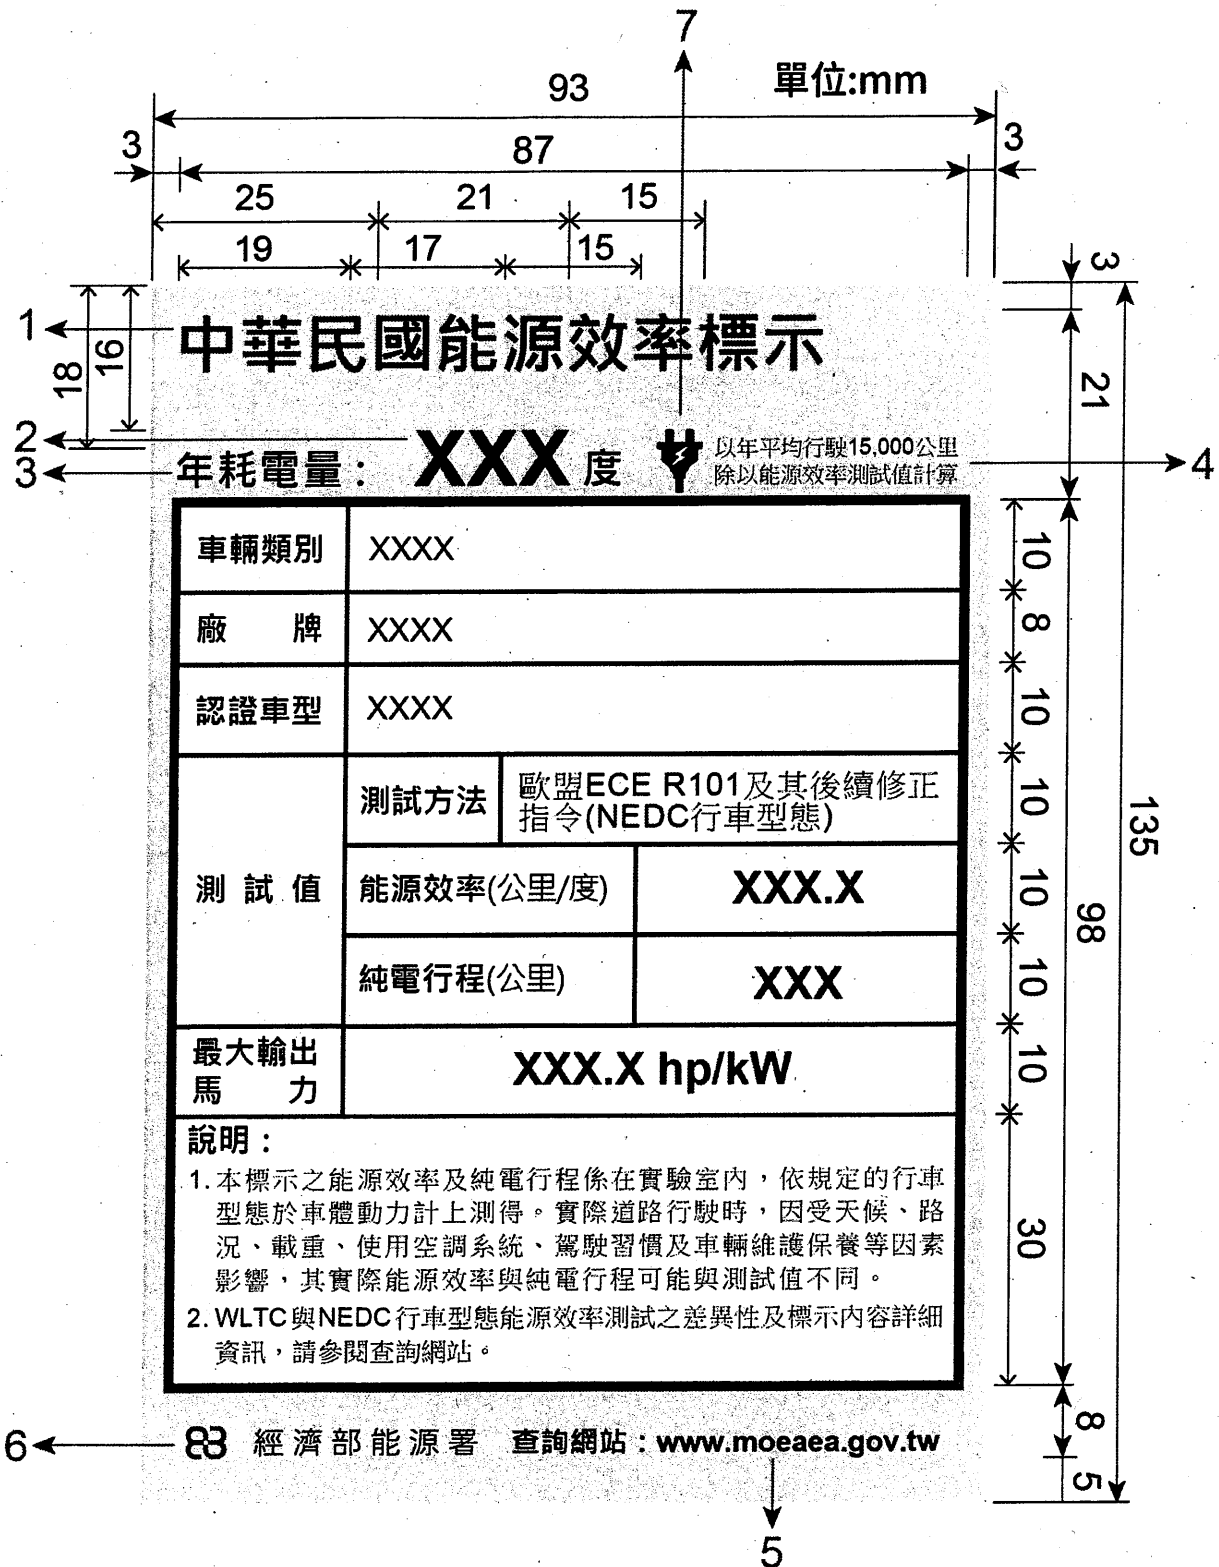 7
單位:mm
93
3 87 3
25 21 15
19 17 15
3
1 中華民國能源效率標示
18 16 21
2 XXX 度 以年平均行駛15,000公里
3 年耗電量： 除以能源效率測試值計算 4
車輛類別 XXXX 10
廠 牌 XXXX 8
認證車型 XXXX 10
測試方法 歐盟ECE R101及其後續修正
指令(NEDC行車型態) 10
135
測 試 值 能源效率(公里/度) XXX.X 10
98
純電行程(公里) XXX 10
最大輸出
馬 力 XXX.X hp/kW 10
說明：
1. 本標示之能源效率及純電行程係在實驗室內，依規定的行車
型態於車體動力計上測得。實際道路行駛時，因受天候、路
況、載重、使用空調系統、駕駛習慣及車輛維護保養等因素
影響，其實際能源效率與純電行程可能與測試值不同。
30
2. WLTC與NEDC行車型態能源效率測試之差異性及標示內容詳細
資訊，請參閱查詢網站。
6 經濟部能源署 查詢網站：www.moeaea.gov.tw 8
5
5